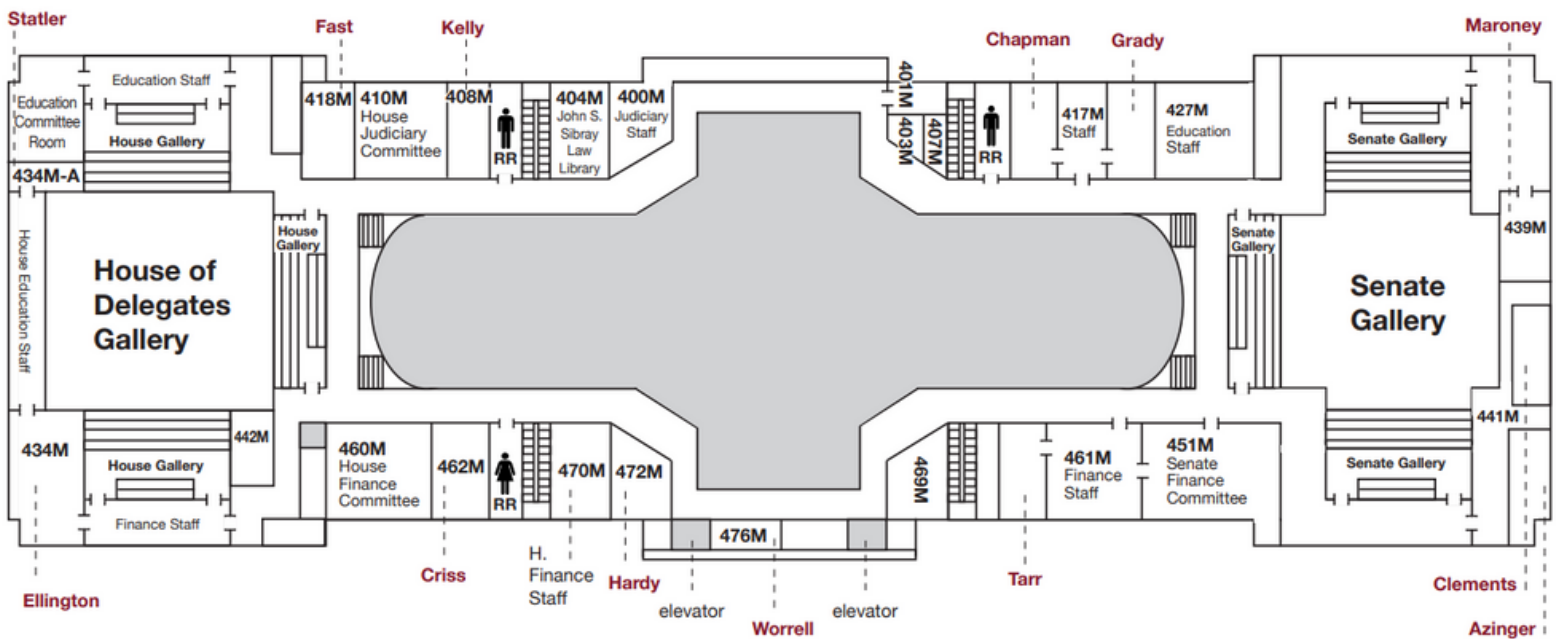 Statler
Fast
Kelly
Chapman
Grady
Maroney
Education Staff
Education
Committee
Room
House Gallery
434M-A
418M
410M
House
Judiciary
Committee
408M
RR
404M
John S.
Sibray
Law
Library
400M
Judiciary
Staff
401M
403M
407M
RR
417M
Staff
427M
Education
Staff
Senate Gallery
439M
House Education Staff
House of
Delegates
Gallery
House
Gallery
Senate
Gallery
Senate
Gallery
434M
442M
House Gallery
Finance Staff
460M
House
Finance
Committee
462M
RR
470M
472M
476M
469M
461M
Finance
Staff
451M
Senate
Finance
Committee
Senate Gallery
441M
Ellington
Criss
H.
Finance
Staff
Hardy
elevator
Worrell
elevator
Tarr
Clements
Azinger